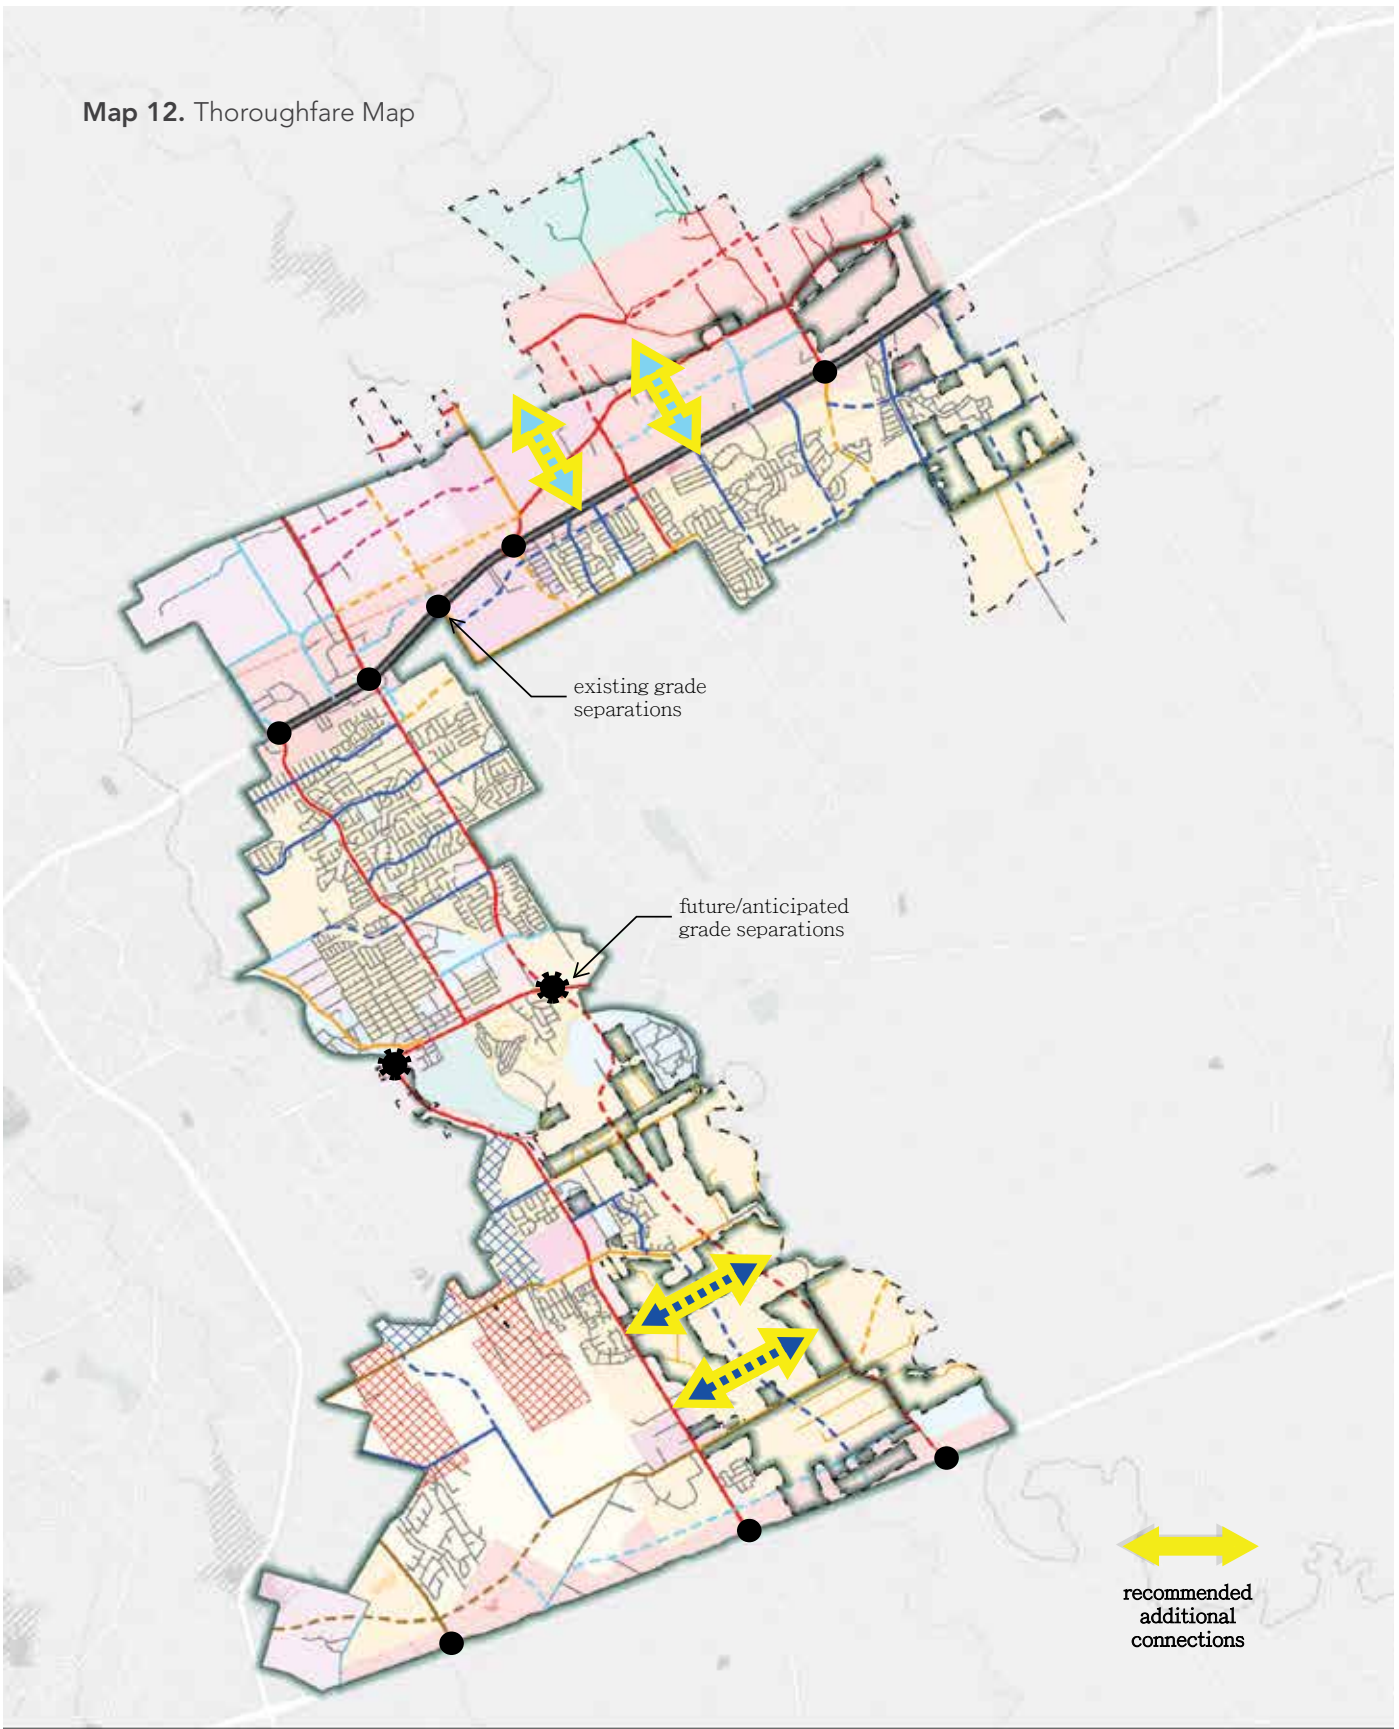 Map 12. Thoroughfare Map
existing grade
separations
future/anticipated
grade separations
recommended
additional
connections